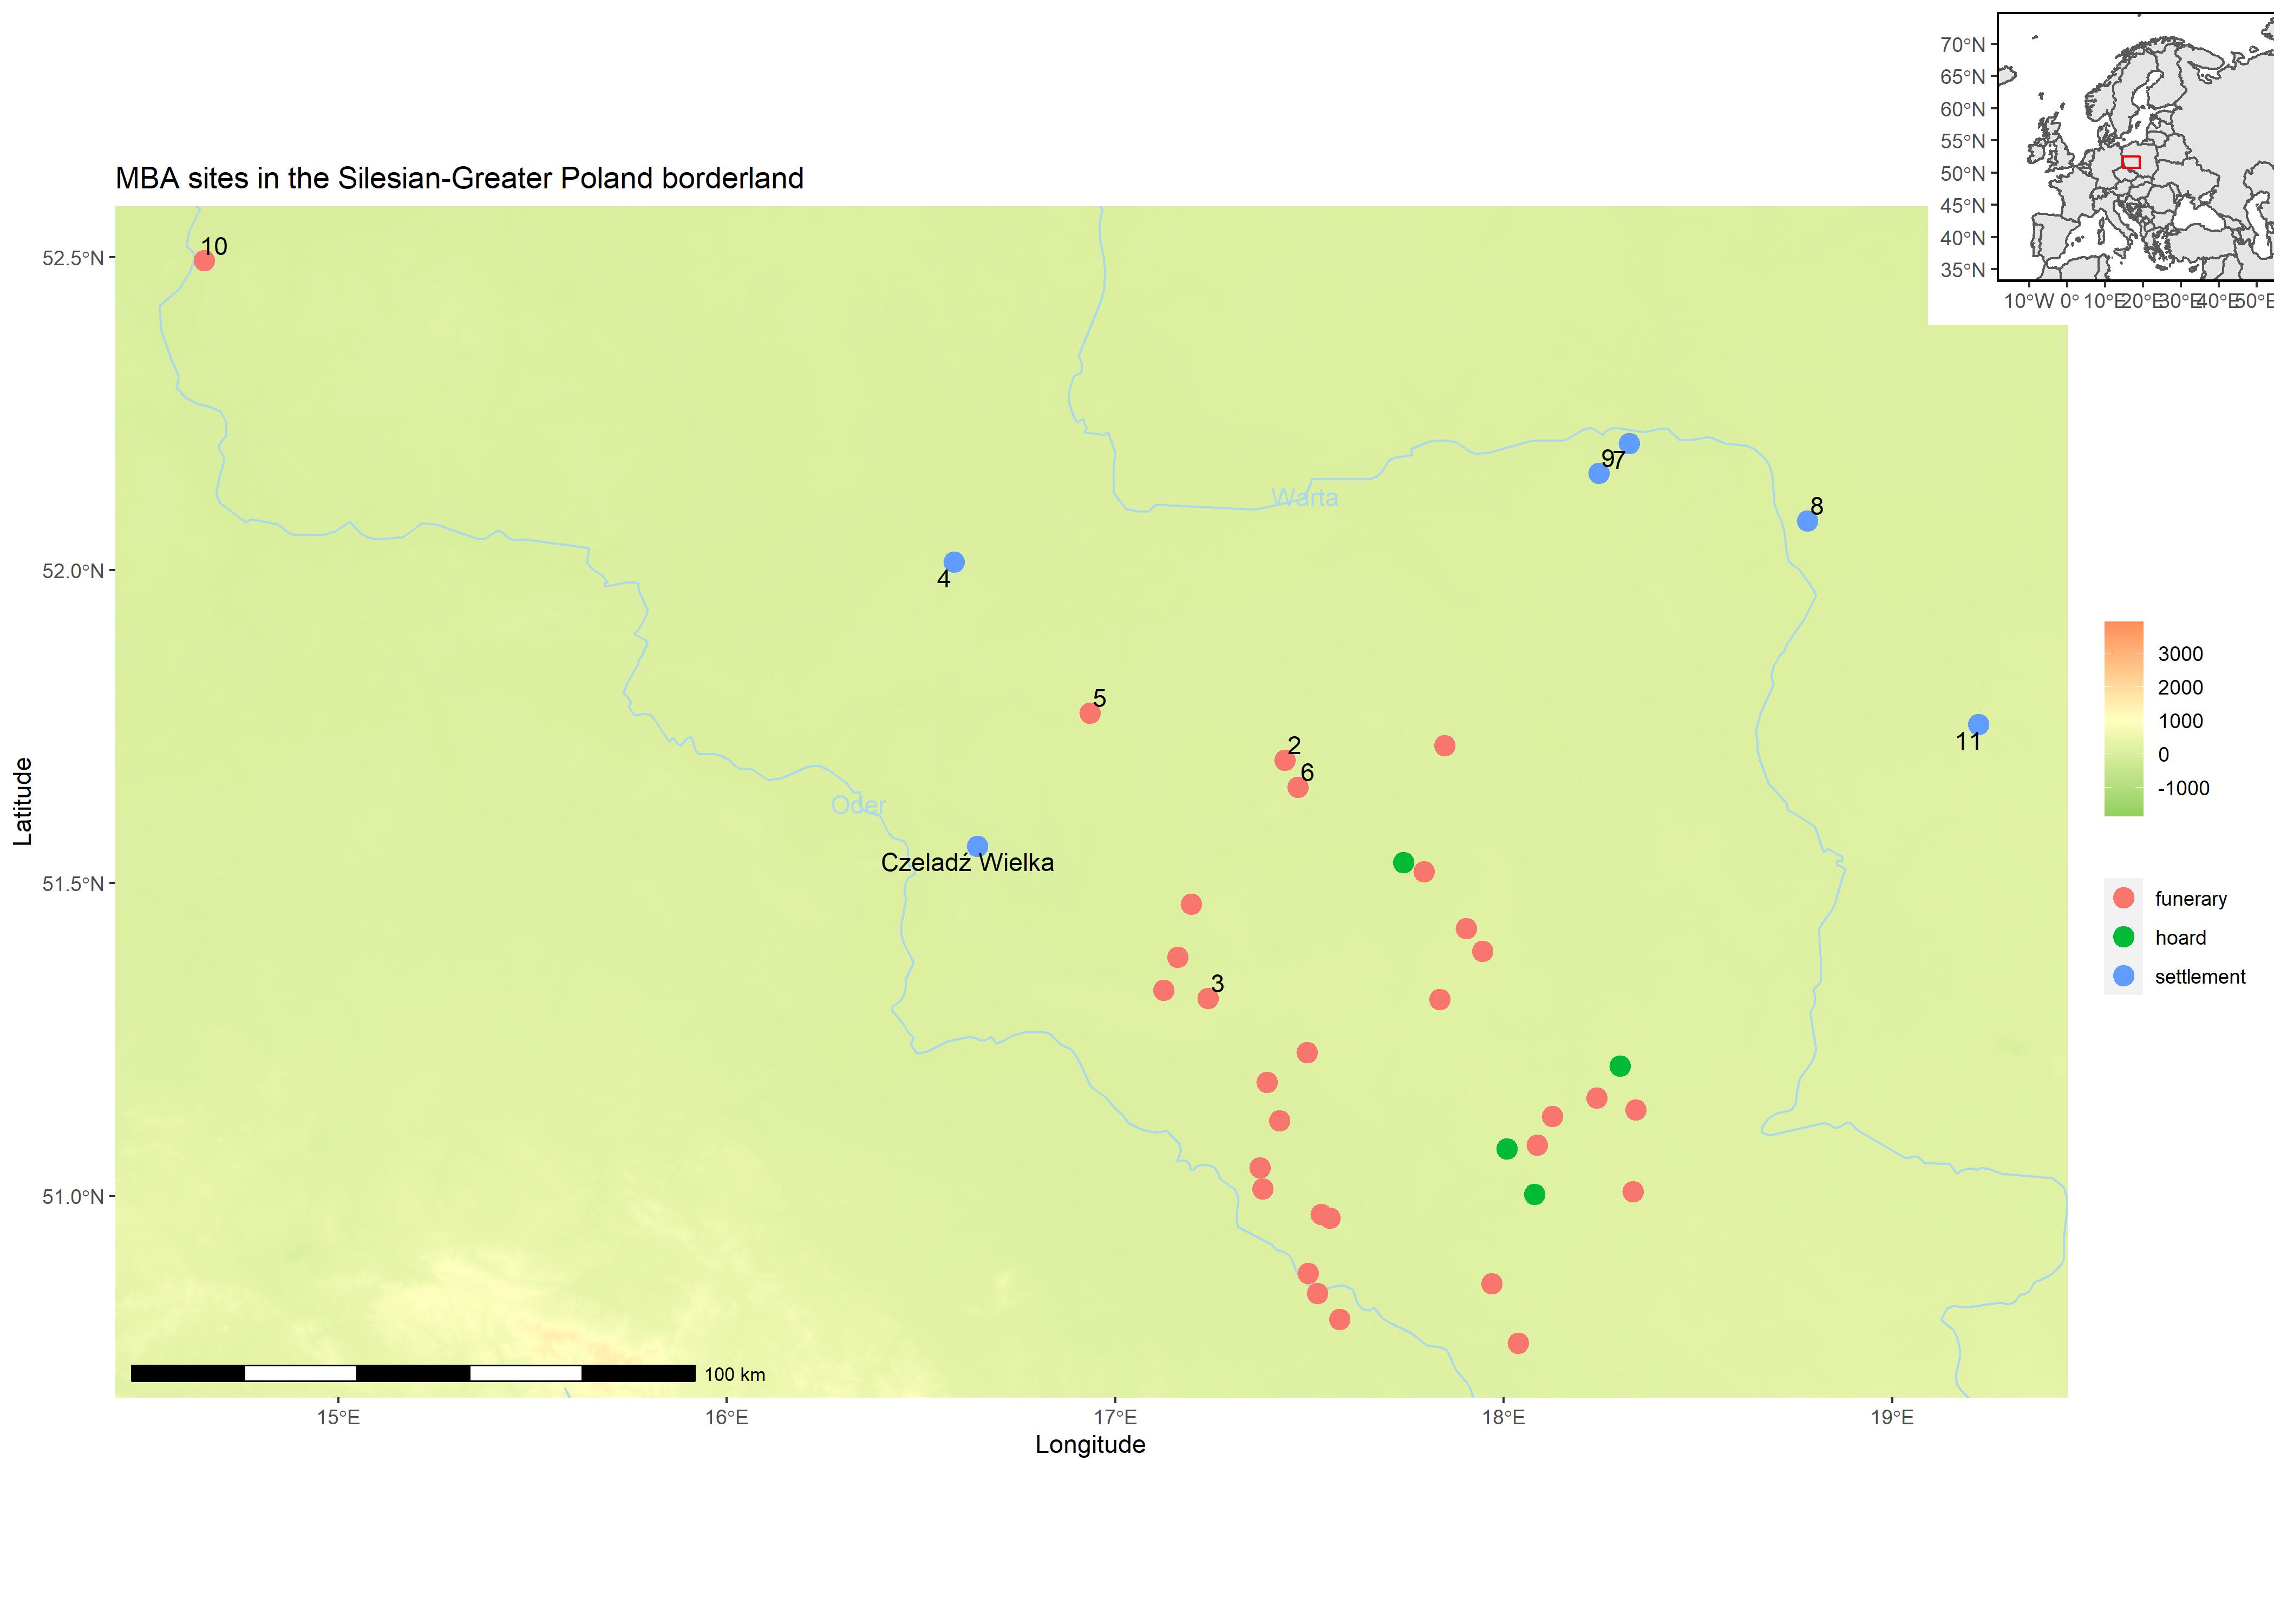 70°N
65°N
60°N
55°N
50°N
45°N
40°N
35°N
10°W 0° 10°E 20°E 30°E 40°E 50°E
MBA sites in the Silesian-Greater Poland borderland
52.5°N
52.0°N
51.5°N
51.0°N
Latitude
10
97
Warta
8
4
5
2
6
11
Oder
Czeladź Wielka
3
100 km
15°E 16°E 17°E 18°E 19°E
Longitude
3000
2000
1000
0
-1000
funerary
hoard
settlement